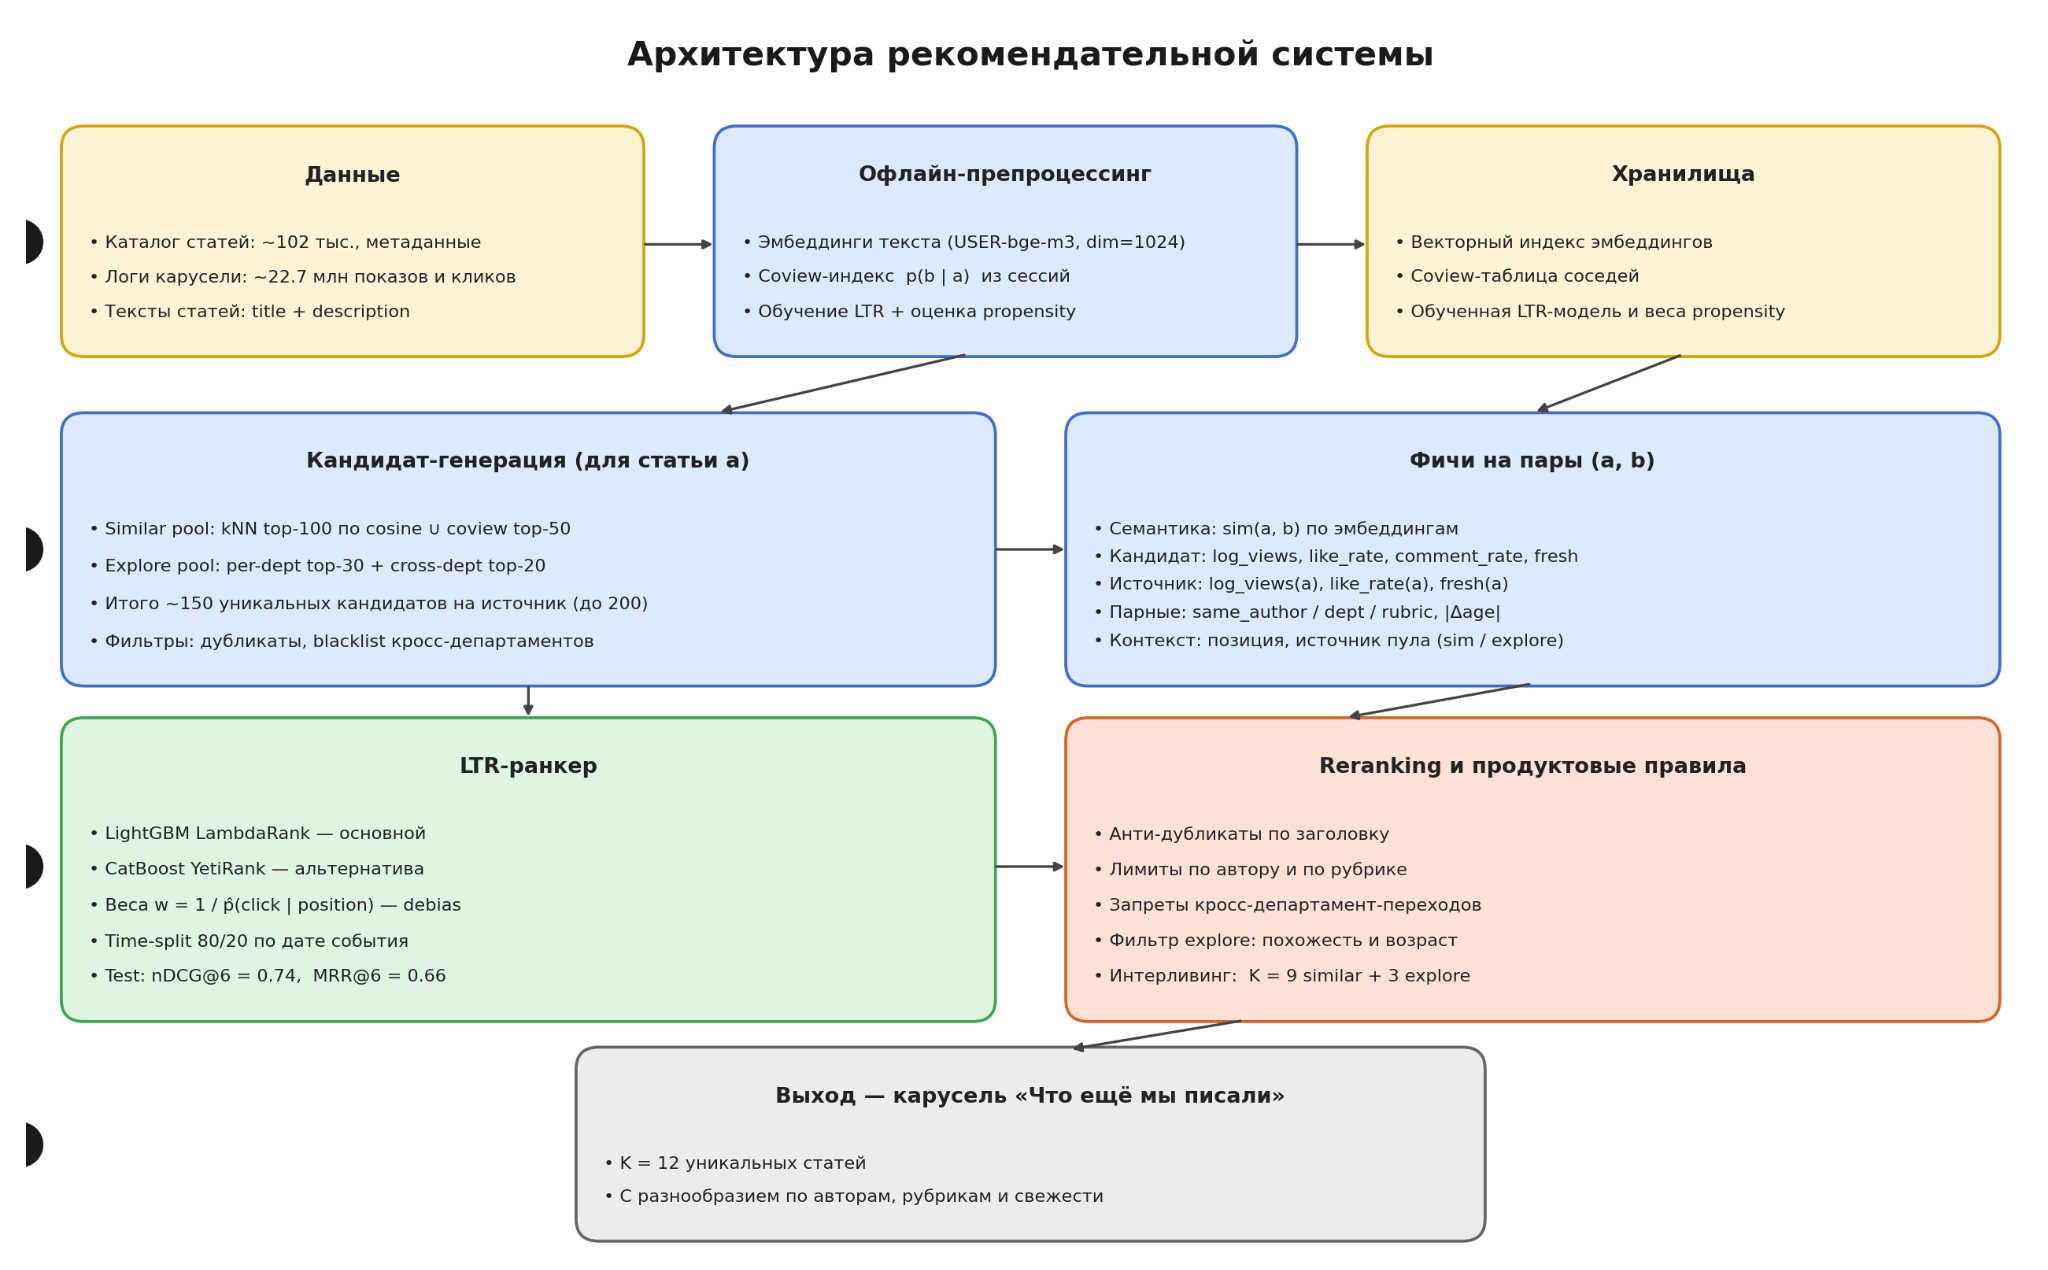 Архитектура рекомендательной системы
Данные
• Каталог статей: ~102 тыс., метаданные
• Логи карусели: ~22.7 млн показов и кликов
• Тексты статей: title + description
Офлайн-препроцессинг
• Эмбеддинги текста (USER-bge-m3, dim=1024)
• Coview-индекс  p(b | a)  из сессий
• Обучение LTR + оценка propensity
Хранилища
• Векторный индекс эмбеддингов
• Coview-таблица соседей
• Обученная LTR-модель и веса propensity
Кандидат-генерация (для статьи a)
• Similar pool: kNN top-100 по cosine ∪ coview top-50
• Explore pool: per-dept top-30 + cross-dept top-20
• Итого ~150 уникальных кандидатов на источник (до 200)
• Фильтры: дубликаты, blacklist кросс-департаментов
Фичи на пары (a, b)
• Семантика: sim(a, b) по эмбеддингам
• Кандидат: log_views, like_rate, comment_rate, fresh
• Источник: log_views(a), like_rate(a), fresh(a)
• Парные: same_author / dept / rubric, |Δage|
• Контекст: позиция, источник пула (sim / explore)
LTR-ранкер
• LightGBM LambdaRank — основной
• CatBoost YetiRank — альтернатива
• Веса w = 1 / p̂(click | position) — debias
• Time-split 80/20 по дате события
• Test: nDCG@6 = 0.74,  MRR@6 = 0.66
Reranking и продуктовые правила
• Анти-дубликаты по заголовку
• Лимиты по автору и по рубрике
• Запреты кросс-департамент-переходов
• Фильтр explore: похожесть и возраст
• Интерливинг:  K = 9 similar + 3 explore
Выход — карусель «Что ещё мы писали»
• K = 12 уникальных статей
• С разнообразием по авторам, рубрикам и свежести